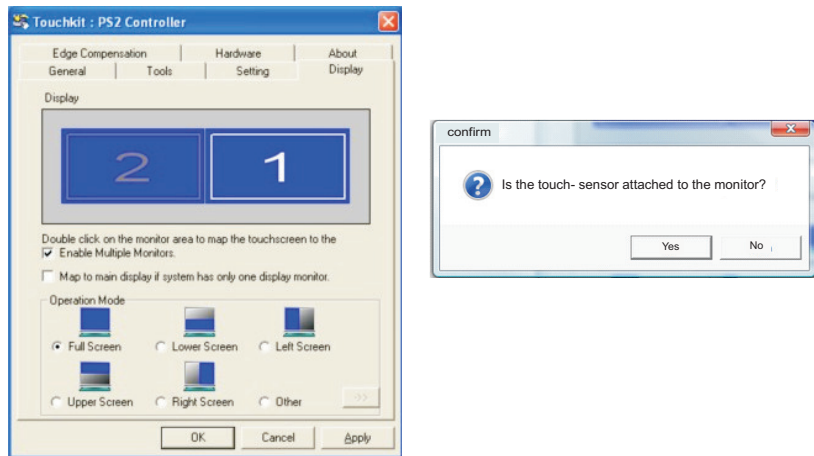 Touchkit : PS2 Controller
Edge Compensation Hardware About
General Tools Setting Display
Display
2 1
Double click on the monitor area to map the touchscreen to the
Enable Multiple Monitors.
Map to main display if system has only one display monitor.
Operation Mode
Full Screen Lower Screen Left Screen
Upper Screen Right Screen Other >>
OK Cancel Apply
confirm
Is the touch- sensor attached to the monitor?
Yes No